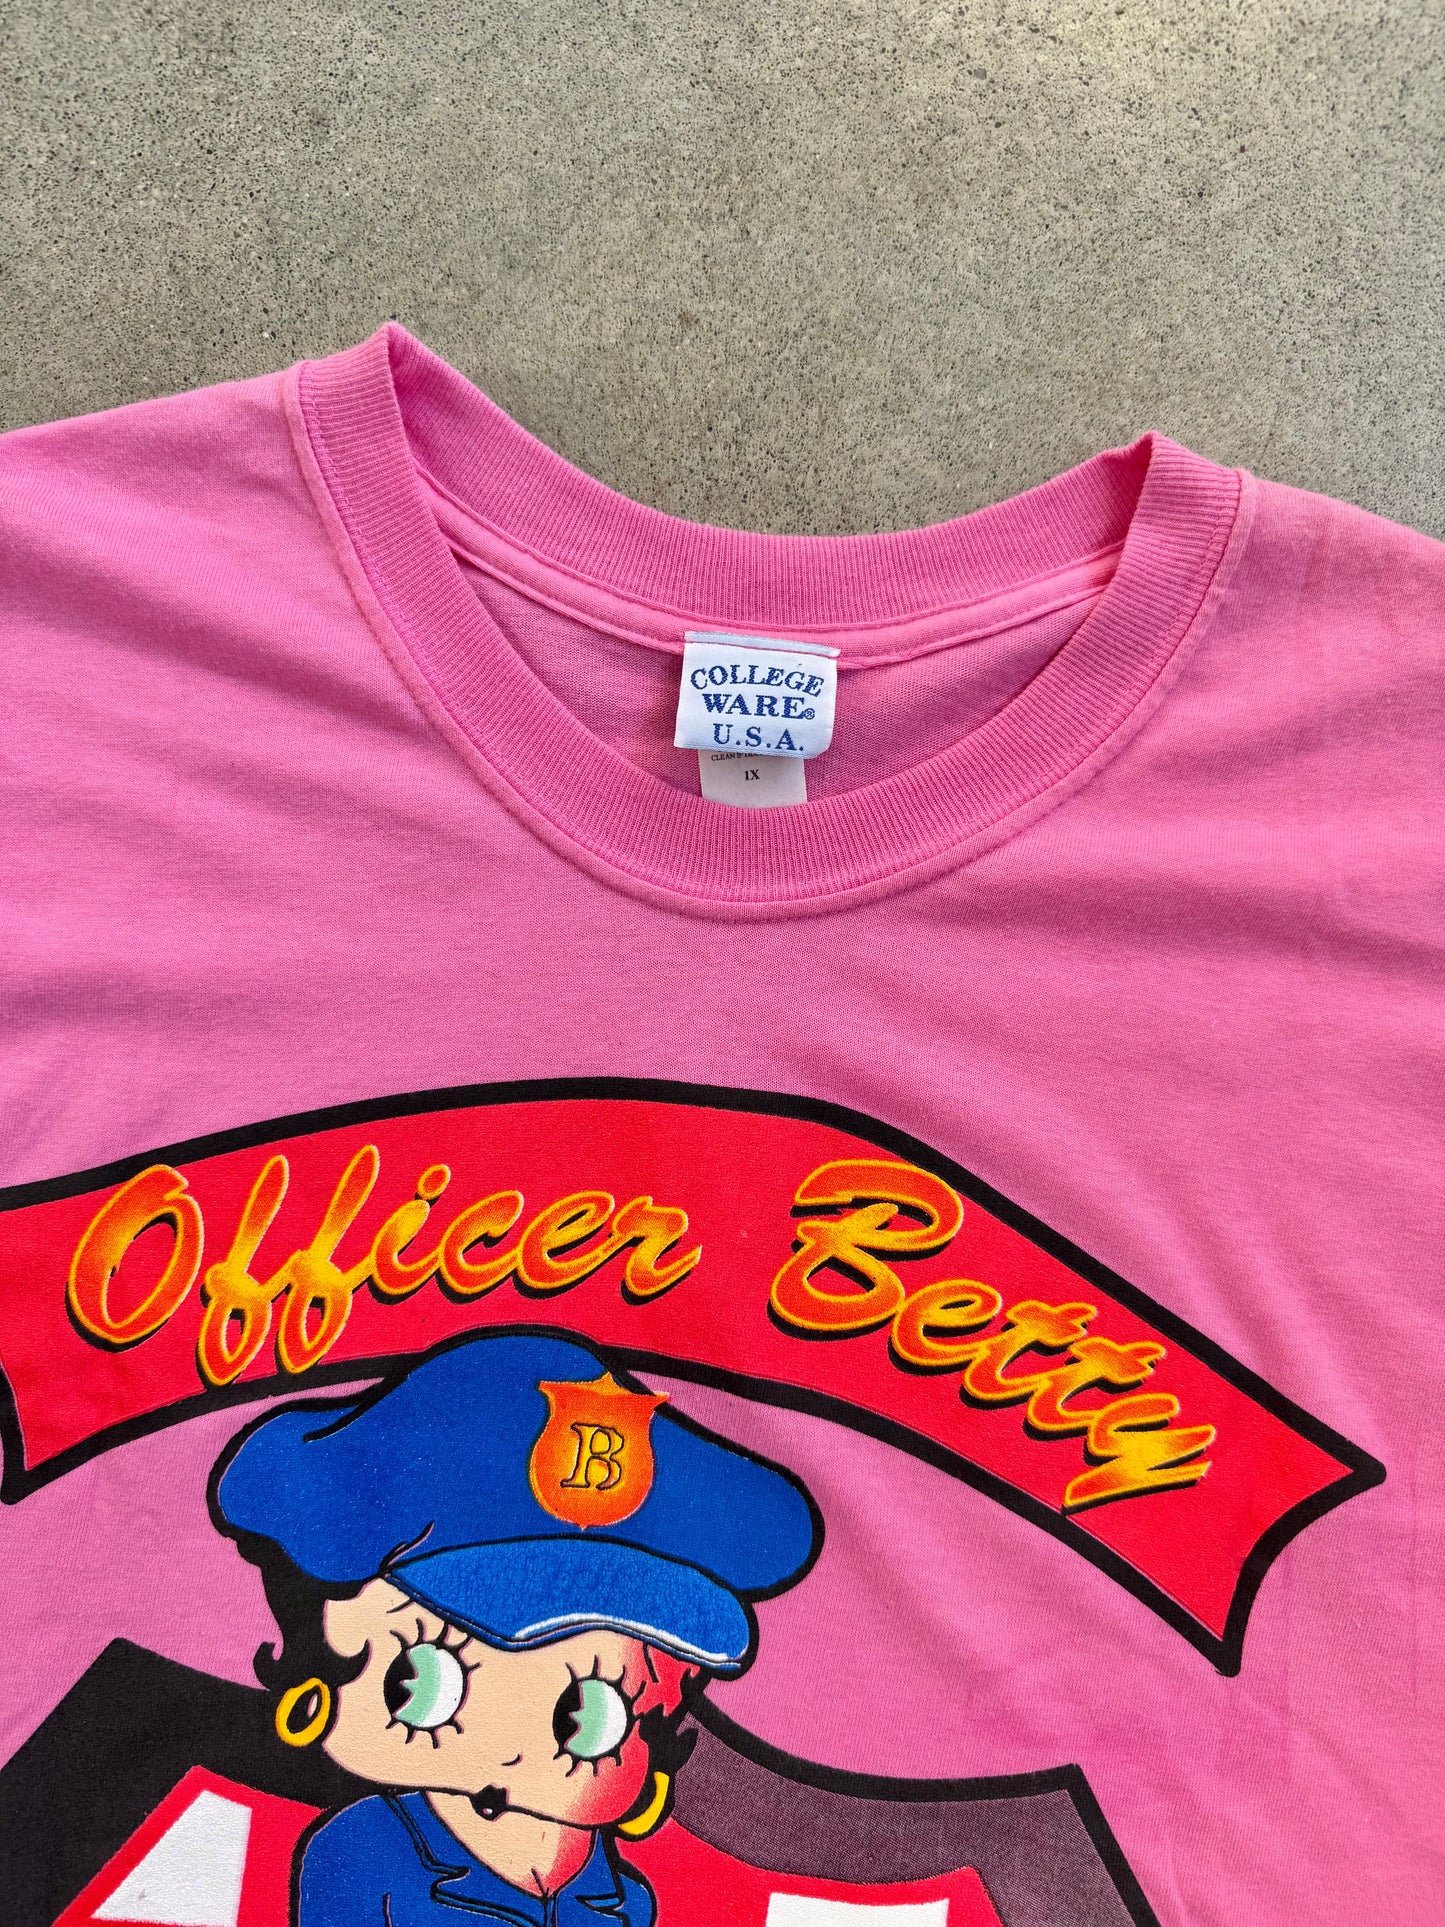 COLLEGE
WARE®
U.S.A.
1X
Officer Betty
B